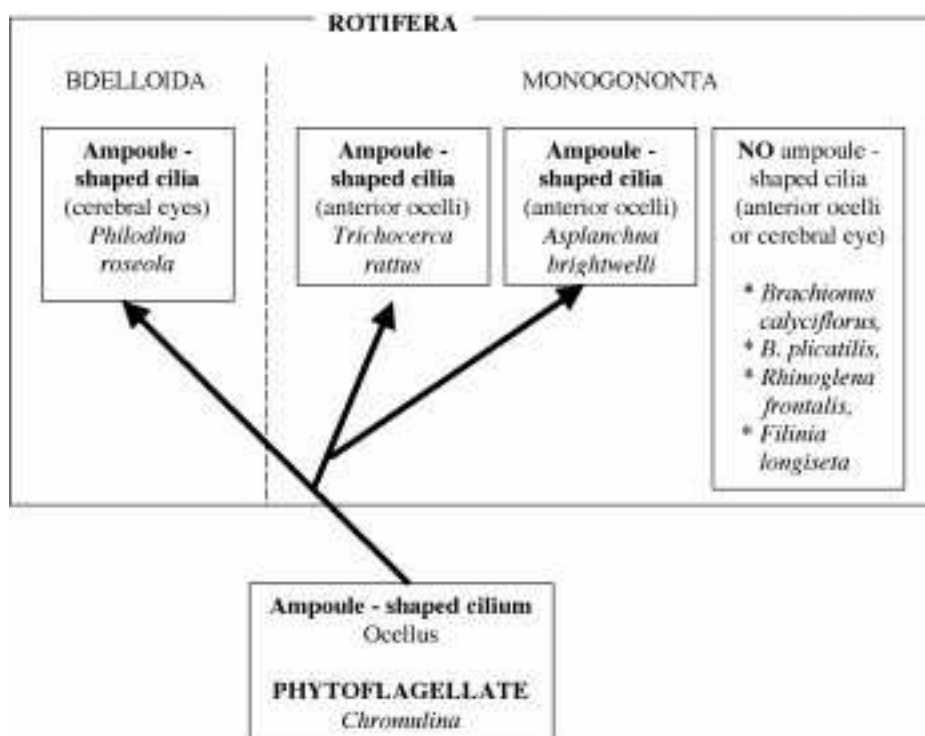 ROTIFERA
BDELLOIDA
MONOGONONTA
Ampoule -
shaped cilia
(cerebral eyes)
Philodina
roseola
Ampoule -
shaped cilia
(anterior ocelli)
Trichocerca
rattus
Ampoule -
shaped cilia
(anterior ocelli)
Asplanchna
brightwelli
NO ampoule -
shaped cilia
(anterior ocelli
or cerebral eye)
* Brachionus
calyciflorus,
* B. plicatilis,
* Rhinoglena
frontalis,
* Filinia
longiseta
Ampoule - shaped cilium
Ocellus
PHYTOFLAGELLATE
Chromulina